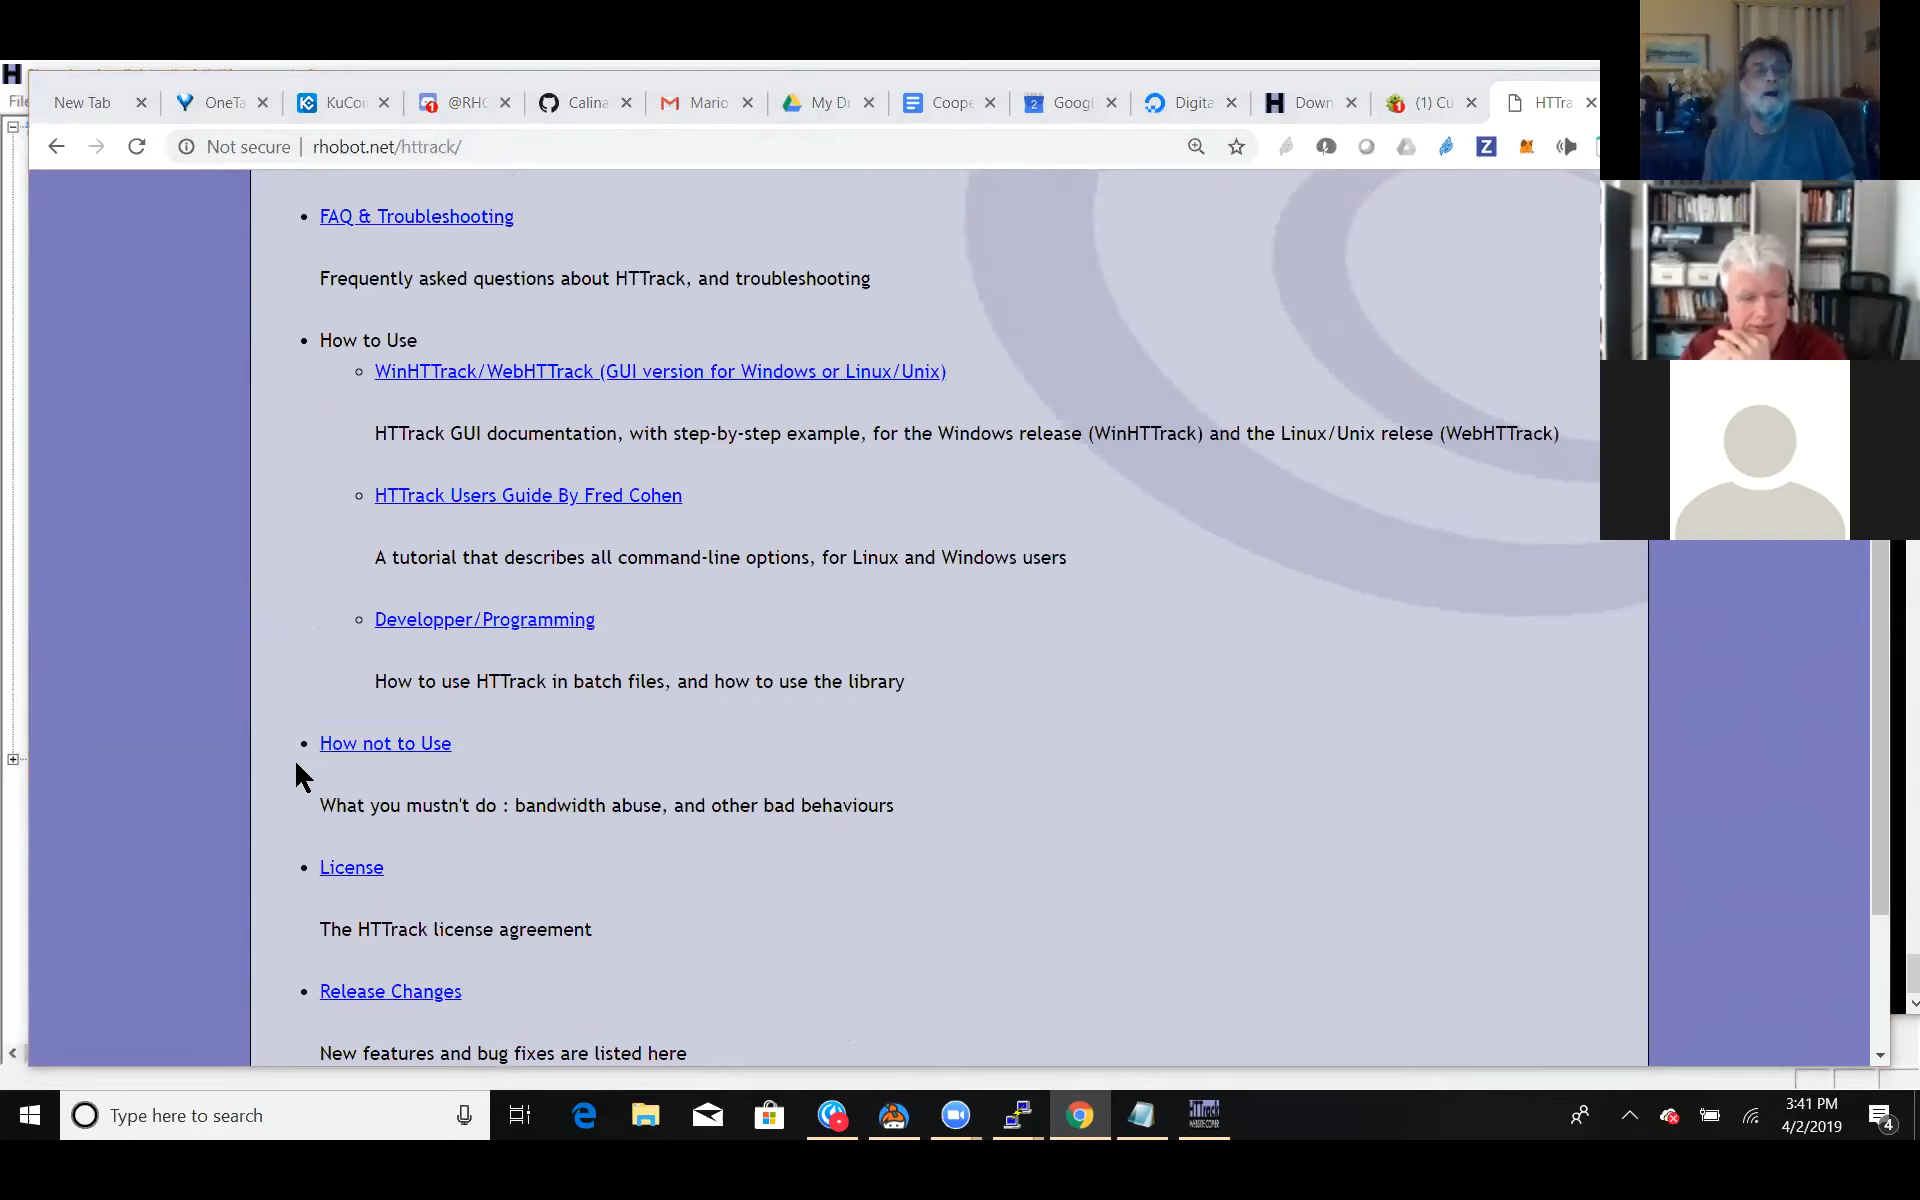 H
File
New Tab
OneTa
KuCoi
@RHO
Calina
Mario
My Dr
Coope
2
Googl
Digita
H
Down
(1) Cu
HTTra
Not secure
rhobot.net/httrack/
Z
FAQ & Troubleshooting
Frequently asked questions about HTTrack, and troubleshooting
How to Use
WinHTTrack/WebHTTrack (GUI version for Windows or Linux/Unix)
HTTrack GUI documentation, with step-by-step example, for the Windows release (WinHTTrack) and the Linux/Unix relese (WebHTTrack)
HTTrack Users Guide By Fred Cohen
A tutorial that describes all command-line options, for Linux and Windows users
Developper/Programming
How to use HTTrack in batch files, and how to use the library
How not to Use
What you mustn't do : bandwidth abuse, and other bad behaviours
License
The HTTrack license agreement
Release Changes
New features and bug fixes are listed here
Type here to search
HTTrack
WEBSITE COPIER
3:41 PM
4/2/2019
4